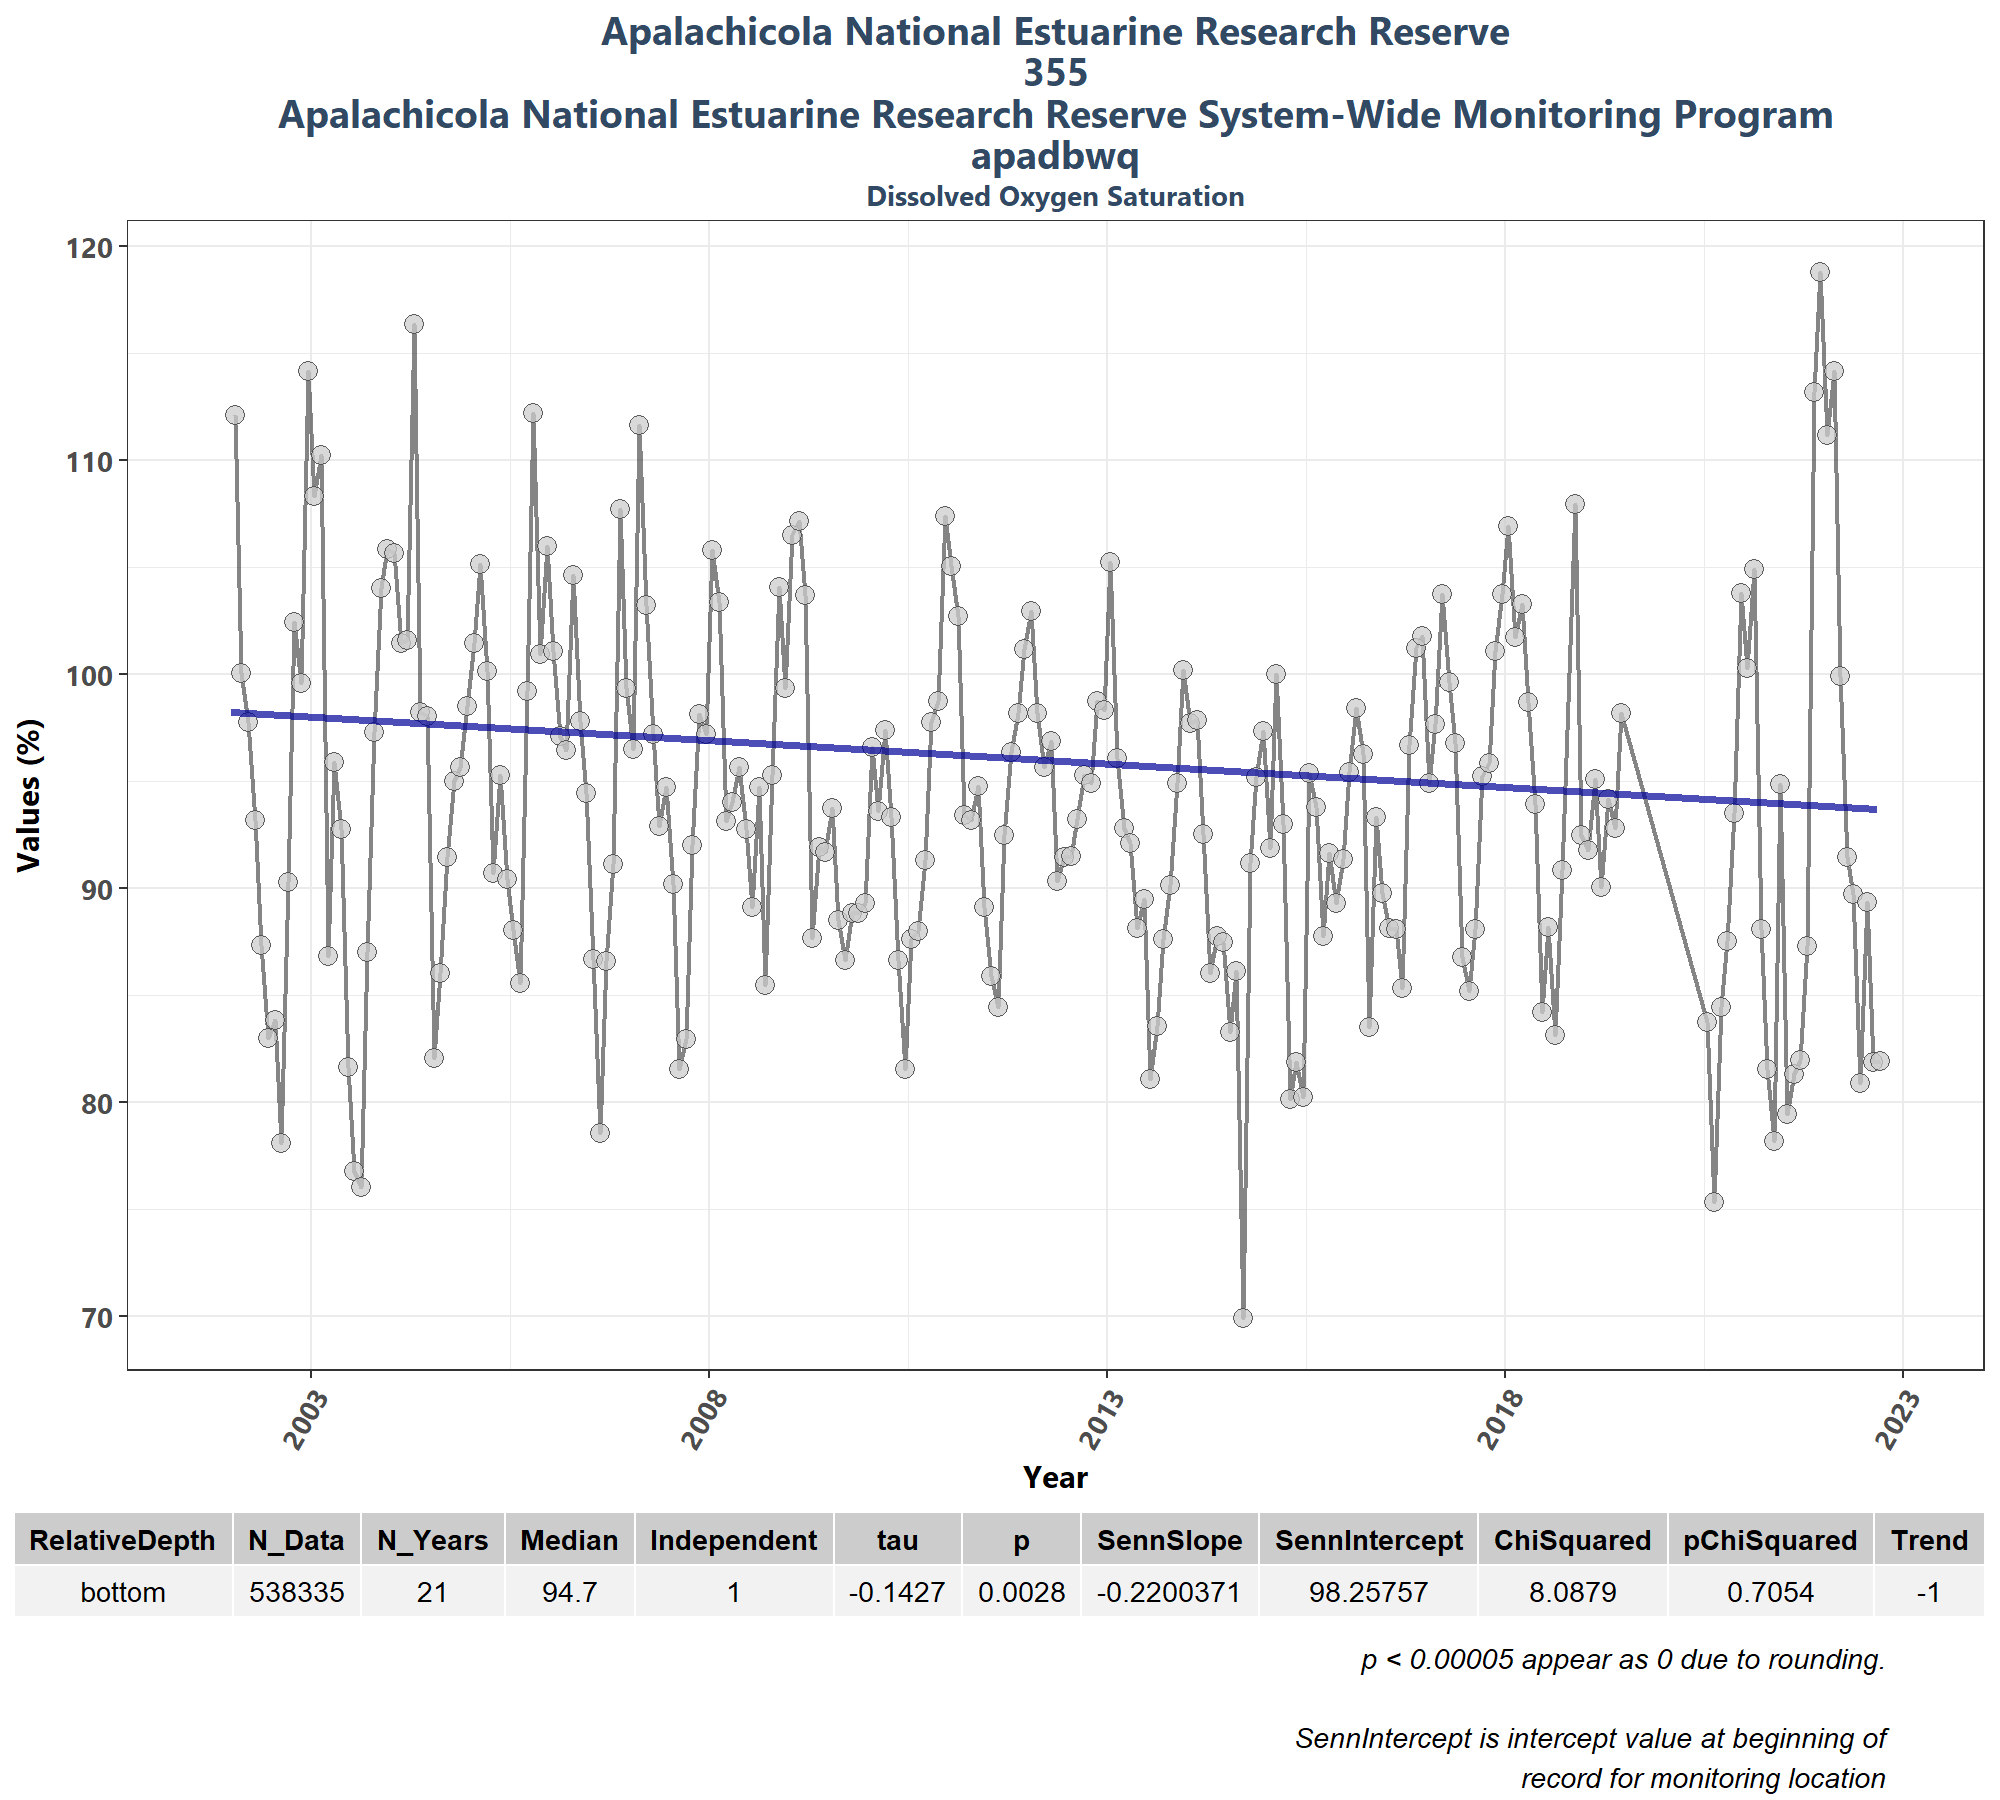 Apalachicola National Estuarine Research Reserve
355
Apalachicola National Estuarine Research Reserve System-Wide Monitoring Program
apadbwq
Dissolved Oxygen Saturation
120
110
100
90
80
70
Values (%)
2003 2008 2013 2018 2023
Year
RelativeDepth N_Data N_Years Median Independent tau p SennSlope SennIntercept ChiSquared pChiSquared Trend
bottom 538335 21 94.7 1 -0.1427 0.0028 -0.2200371 98.25757 8.0879 0.7054 -1
p < 0.00005 appear as 0 due to rounding.
SennIntercept is intercept value at beginning of
record for monitoring location